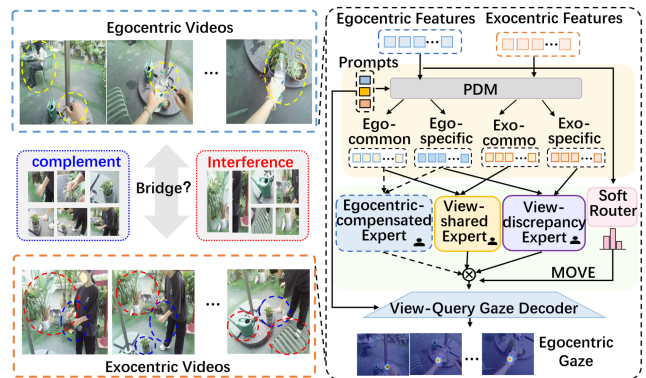 Egocentric Videos
...
complement
Bridge?
Interference
...
Exocentric Videos
Egocentric Features
Exocentric Features
...
...
Prompts
PDM
Ego-
common
Ego-
specific
Exo-
commo
Exo-
specific
...
...
...
...
Egocentric-
compensated
Expert
View-
shared
Expert
View-
discrepancy
Expert
Soft
Router
MOVE
View-Query Gaze Decoder
...
Egocentric
Gaze